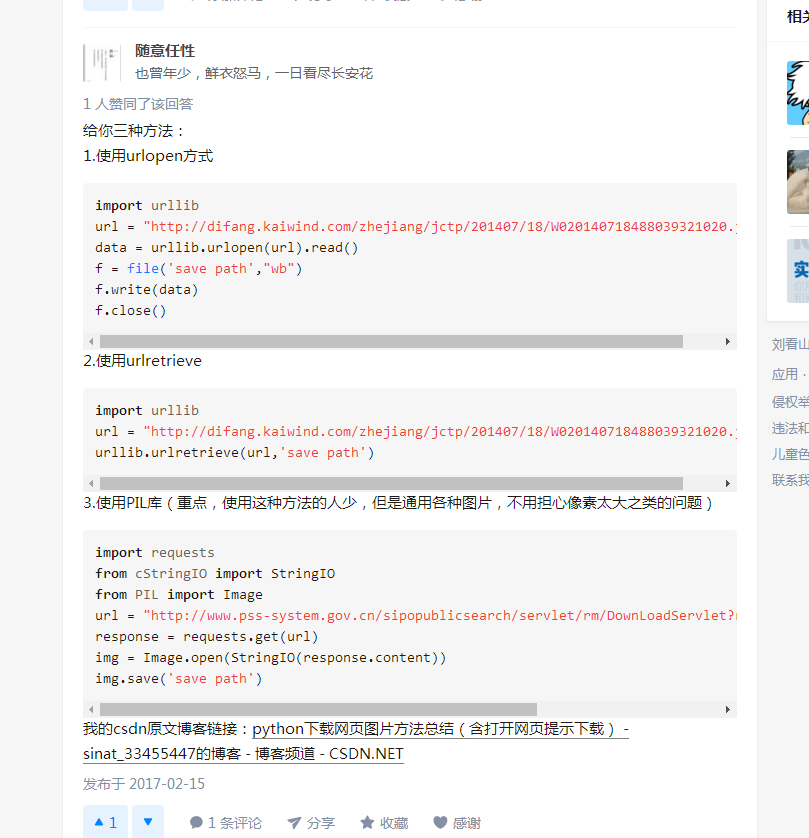 随意任性
也曾年少，鲜衣怒马，一日看尽长安花
1 人赞同了该回答
给你三种方法：
1.使用urlopen方式
import urllib
url = "http://difang.kaiwind.com/zhejiang/jctp/201407/18/W020140718488039321020.j
data = urllib.urlopen(url).read()
f = file('save path',"wb")
f.write(data)
f.close()
2.使用urlretrieve
import urllib
url = "http://difang.kaiwind.com/zhejiang/jctp/201407/18/W020140718488039321020.j
urllib.urlretrieve(url,'save path')
3.使用PIL库（重点，使用这种方法的人少，但是通用各种图片，不用担心像素太大之类的问题）
import requests
from cStringIO import StringIO
from PIL import Image
url = "http://www.pss-system.gov.cn/sipopublicsearch/servlet/rm/DownLoadServlet?
response = requests.get(url)
img = Image.open(StringIO(response.content))
img.save('save path')
我的csdn原文博客链接：python下载网页图片方法总结（含打开网页提示下载） -
sinat_33455447的博客 - 博客频道 - CSDN.NET
发布于 2017-02-15
1
1 条评论
分享
收藏
感谢
相关
实
刘看山
应用 ·
侵权举
违法和
儿童色
联系我